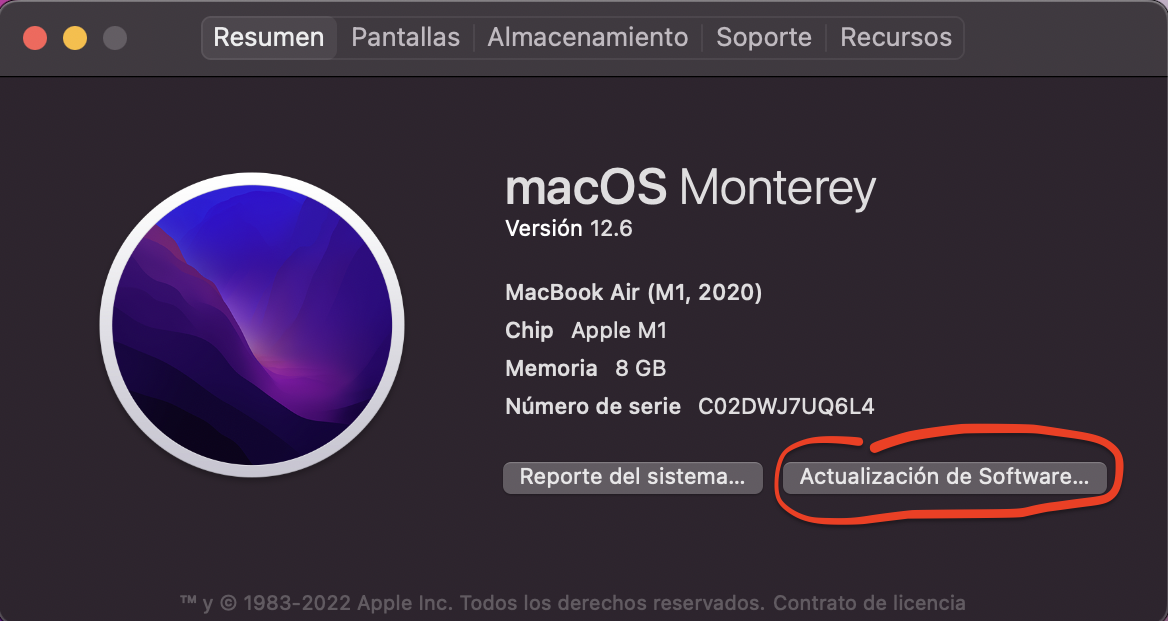 Resumen Pantallas Almacenamiento Soporte Recursos
macOS Monterey
Versión 12.6
MacBook Air (M1, 2020)
Chip Apple M1
Memoria 8 GB
Número de serie C02DWJ7UQ6L4
Reporte del sistema... Actualización de Software...
™ y © 1983-2022 Apple Inc. Todos los derechos reservados. Contrato de licencia